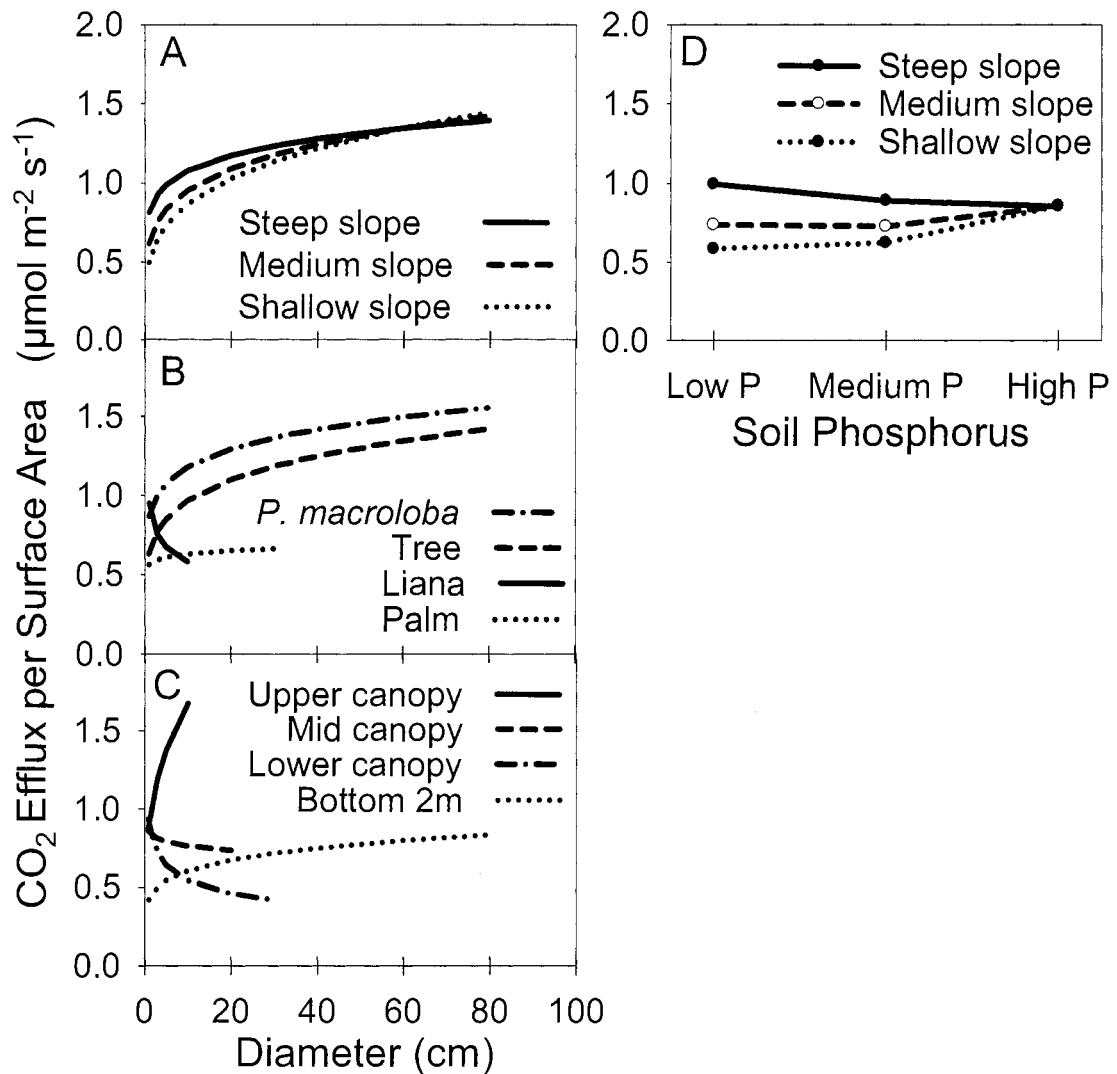 CO2 Efflux per Surface Area (µmol m-2 s-1)
2.0
1.5
1.0
0.5
0.0
A
Steep slope
Medium slope
Shallow slope
1.5
1.0
0.5
0.0
B
P. macroloba
Tree
Liana
Palm
1.5
1.0
0.5
0.0
C
Upper canopy
Mid canopy
Lower canopy
Bottom 2m
0 20 40 60 80 100
Diameter (cm)
2.0
1.5
1.0
0.5
0.0
D
Steep slope
Medium slope
Shallow slope
Low P Medium P High P
Soil Phosphorus